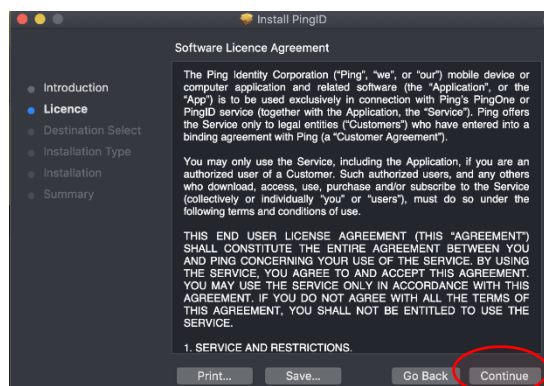 Install PingID
Software Licence Agreement
Introduction
Licence
Destination Select
Installation Type
Installation
Summary
The Ping Identity Corporation ("Ping", "we", or "our") mobile device or
computer application and related software (the "Application", or the
"App") is to be used exclusively in connection with Ping's PingOne or
PingID service (together with the Application, the "Service"). Ping offers
the Service only to legal entities ("Customers") who have entered into a
binding agreement with Ping (a "Customer Agreement").
You may only use the Service, including the Application, if you are an
authorized user of a Customer. Such authorized users, and any others
who download, access, use, purchase and/or subscribe to the Service
(collectively or individually "you" or "users"), must do so under the
following terms and conditions of use.
THIS END USER LICENSE AGREEMENT (THIS "AGREEMENT")
SHALL CONSTITUTE THE ENTIRE AGREEMENT BETWEEN YOU
AND PING CONCERNING YOUR USE OF THE SERVICE. BY USING
THE SERVICE, YOU AGREE TO AND ACCEPT THIS AGREEMENT.
YOU MAY USE THE SERVICE ONLY IN ACCORDANCE WITH THIS
AGREEMENT. IF YOU DO NOT AGREE WITH ALL THE TERMS OF
THIS AGREEMENT, YOU SHALL NOT BE ENTITLED TO USE THE
SERVICE.
1. SERVICE AND RESTRICTIONS.
Print... Save... Go Back Continue